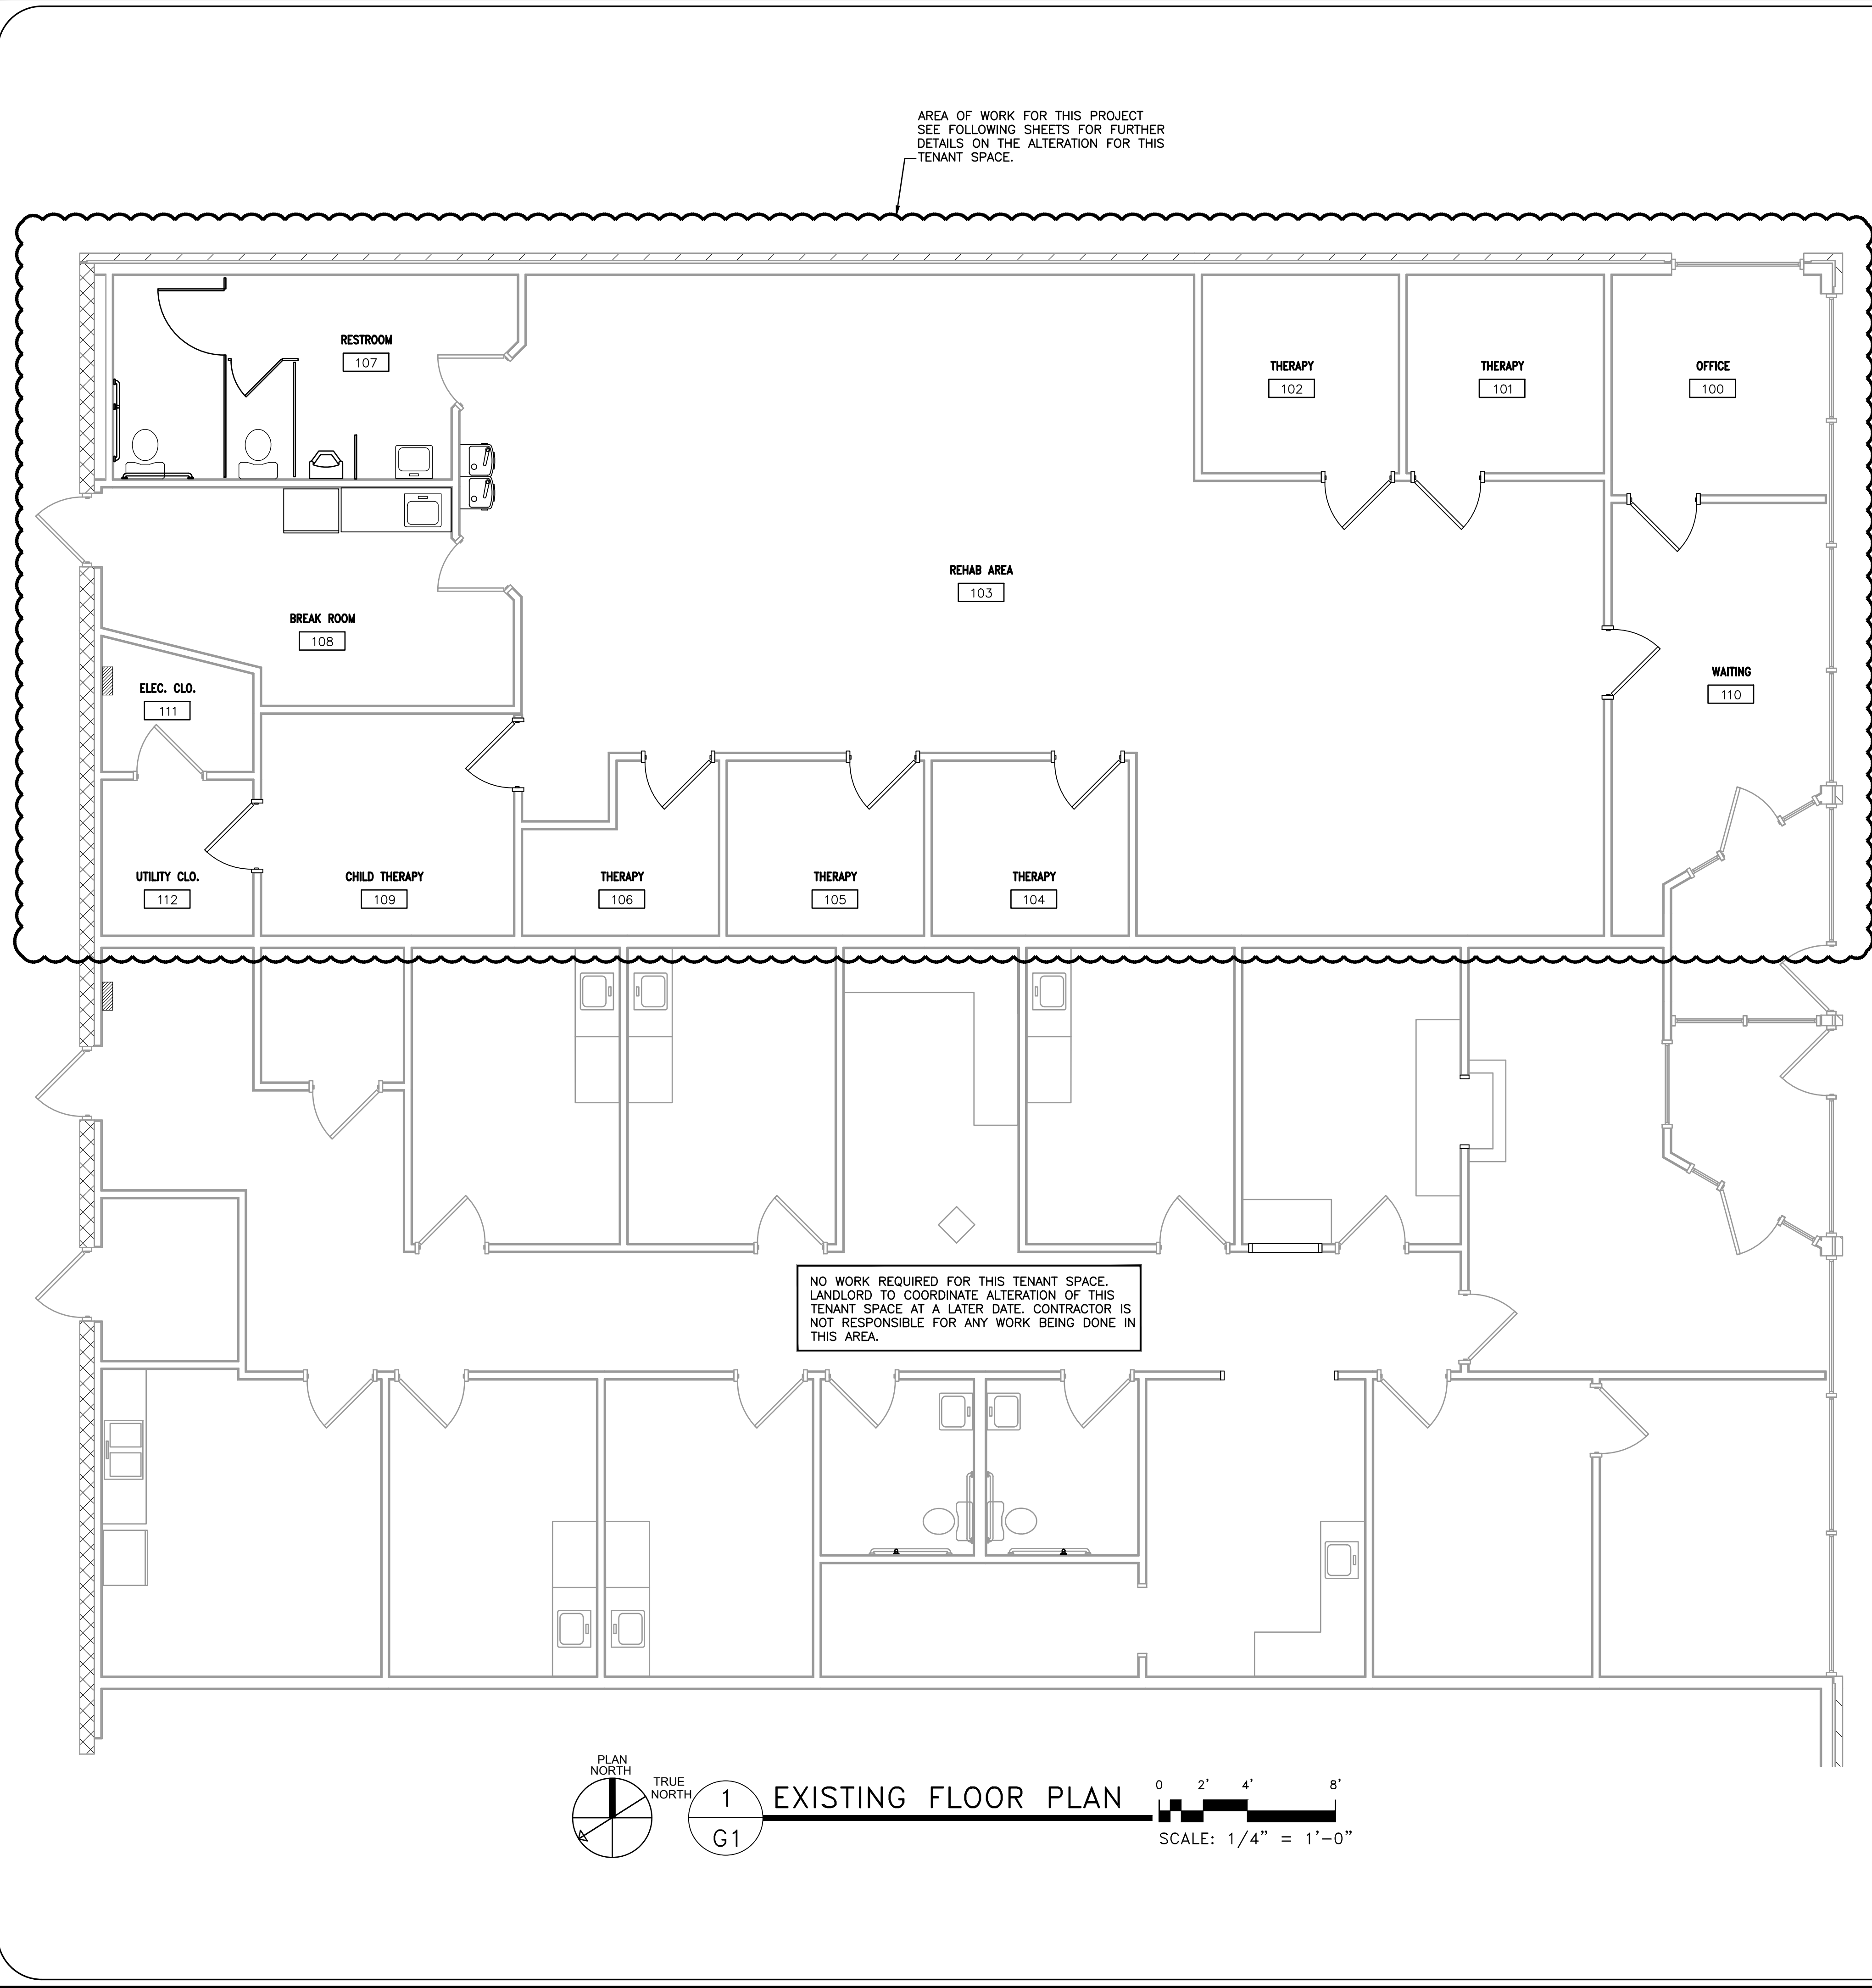 AREA OF WORK FOR THIS PROJECT
SEE FOLLOWING SHEETS FOR FURTHER
DETAILS ON THE ALTERATION FOR THIS
TENANT SPACE.
RESTROOM
107
THERAPY
102
THERAPY
101
OFFICE
100
REHAB AREA
103
BREAK ROOM
108
WAITING
110
ELEC. CLO.
111
UTILITY CLO.
112
CHILD THERAPY
109
THERAPY
106
THERAPY
105
THERAPY
104
NO WORK REQUIRED FOR THIS TENANT SPACE.
LANDLORD TO COORDINATE ALTERATION OF THIS
TENANT SPACE AT A LATER DATE. CONTRACTOR IS
NOT RESPONSIBLE FOR ANY WORK BEING DONE IN
THIS AREA.
PLAN
NORTH
TRUE
NORTH
1
G1
EXISTING FLOOR PLAN
0 2' 4' 8'
SCALE: 1/4" = 1'-0"